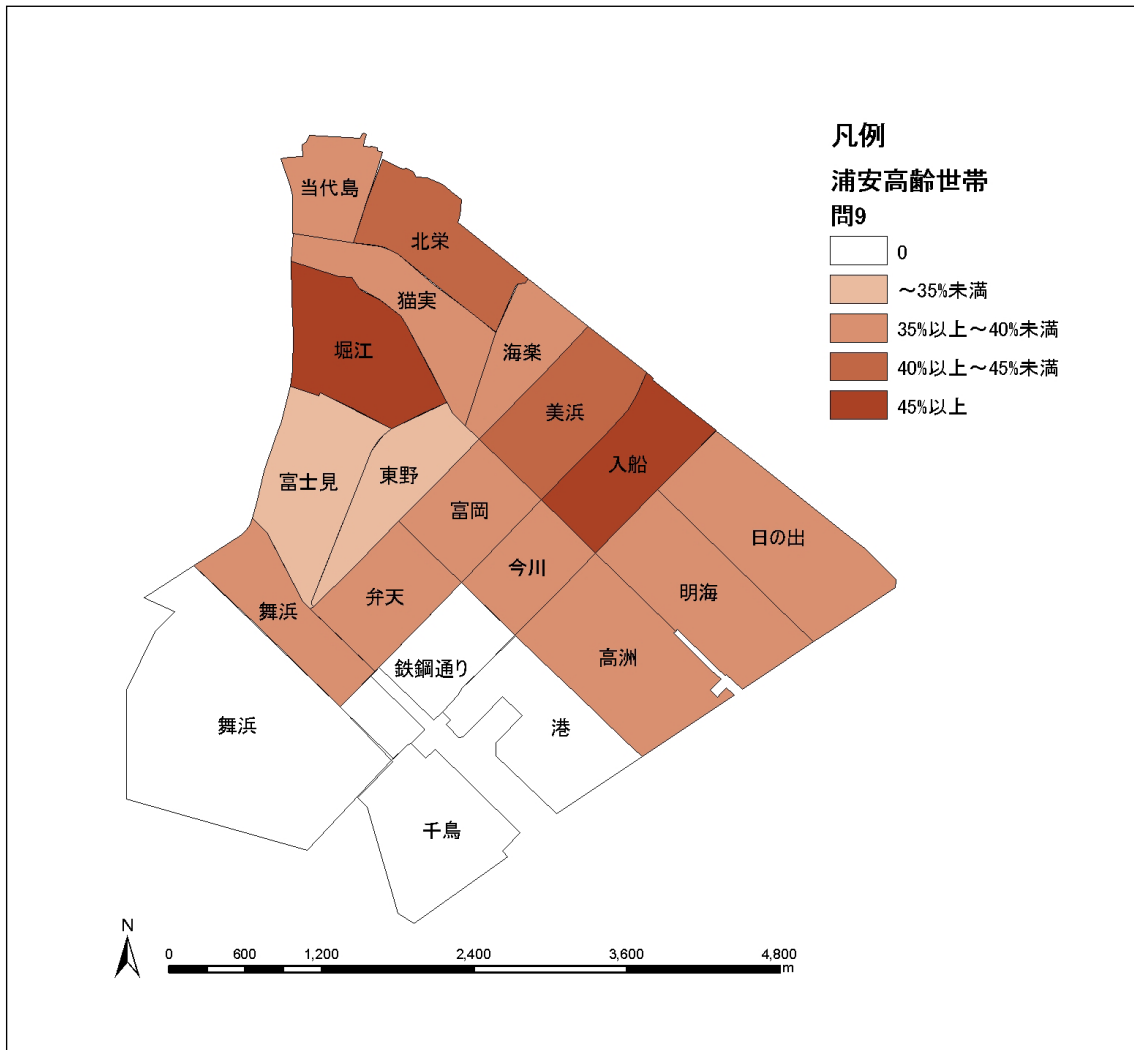 凡例
浦安高齢世帯
問9
0
～35%未満
35%以上～40%未満
40%以上～45%未満
45%以上
当代島
北栄
猫実
堀江
海楽
美浜
入船
東野
富士見
富岡
日の出
今川
明海
弁天
舞浜
高洲
鉄鋼通り
舞浜
港
千鳥
N
0 600 1,200 2,400 3,600 4,800
m